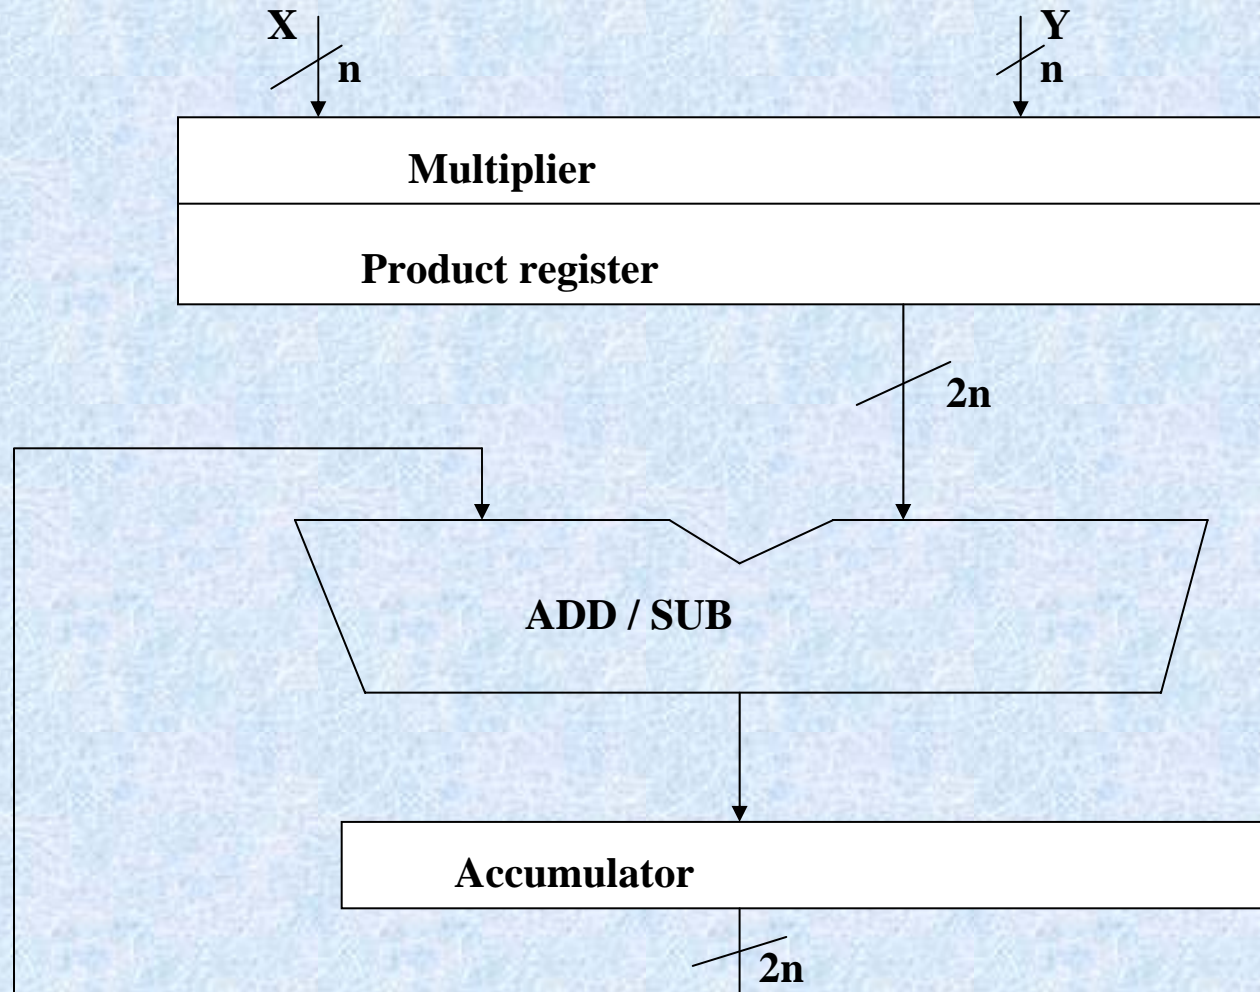 X
Y
n
n
Multiplier
Product register
2n
ADD / SUB
Accumulator
2n